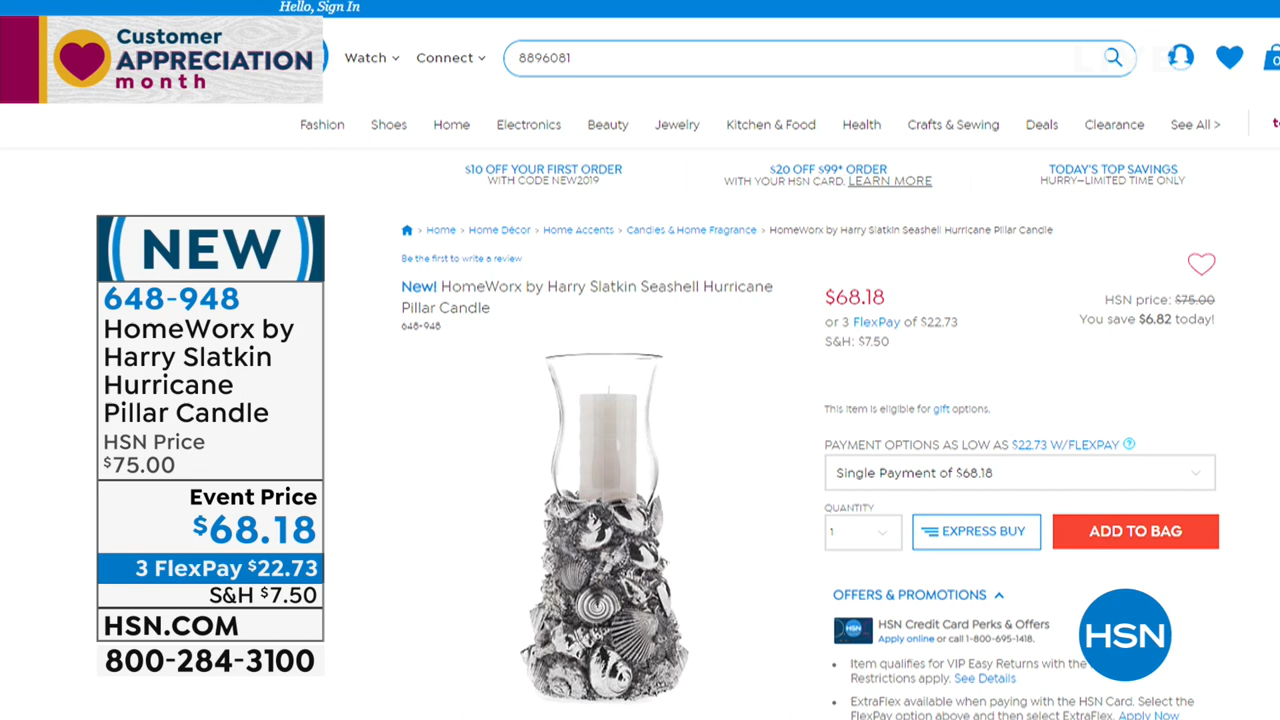 Hello, Sign In
Customer
APPRECIATION
month
Watch
Connect
8896081
0
Fashion
Shoes
Home
Electronics
Beauty
Jewelry
Kitchen & Food
Health
Crafts & Sewing
Deals
Clearance
See All >
$10 OFF YOUR FIRST ORDER
WITH CODE NEW2019
$20 OFF $99* ORDER
WITH YOUR HSN CARD. LEARN MORE
TODAY'S TOP SAVINGS
HURRY—LIMITED TIME ONLY
NEW
648-948
HomeWorx by
Harry Slatkin
Hurricane
Pillar Candle
HSN Price
$75.00
Event Price
$68.18
3 FlexPay $22.73
S&H $7.50
HSN.COM
800-284-3100
> Home > Home Décor > Home Accents > Candles & Home Fragrance > HomeWorx by Harry Slatkin Seashell Hurricane Pillar Candle
Be the first to write a review
New! HomeWorx by Harry Slatkin Seashell Hurricane
Pillar Candle
648-948
$68.18
or 3 FlexPay of $22.73
S&H: $7.50
HSN price: $75.00
You save $6.82 today!
This item is eligible for gift options.
PAYMENT OPTIONS AS LOW AS $22.73 W/FLEXPAY ?
Single Payment of $68.18
QUANTITY
1
EXPRESS BUY
ADD TO BAG
OFFERS & PROMOTIONS
HSN
HSN Credit Card Perks & Offers
Apply online or call 1-800-695-1418.
HSN
• Item qualifies for VIP Easy Returns with the
Restrictions apply. See Details
• ExtraFlex available when paying with the HSN Card. Select the
FlexPay option above and then select ExtraFlex. Apply Now